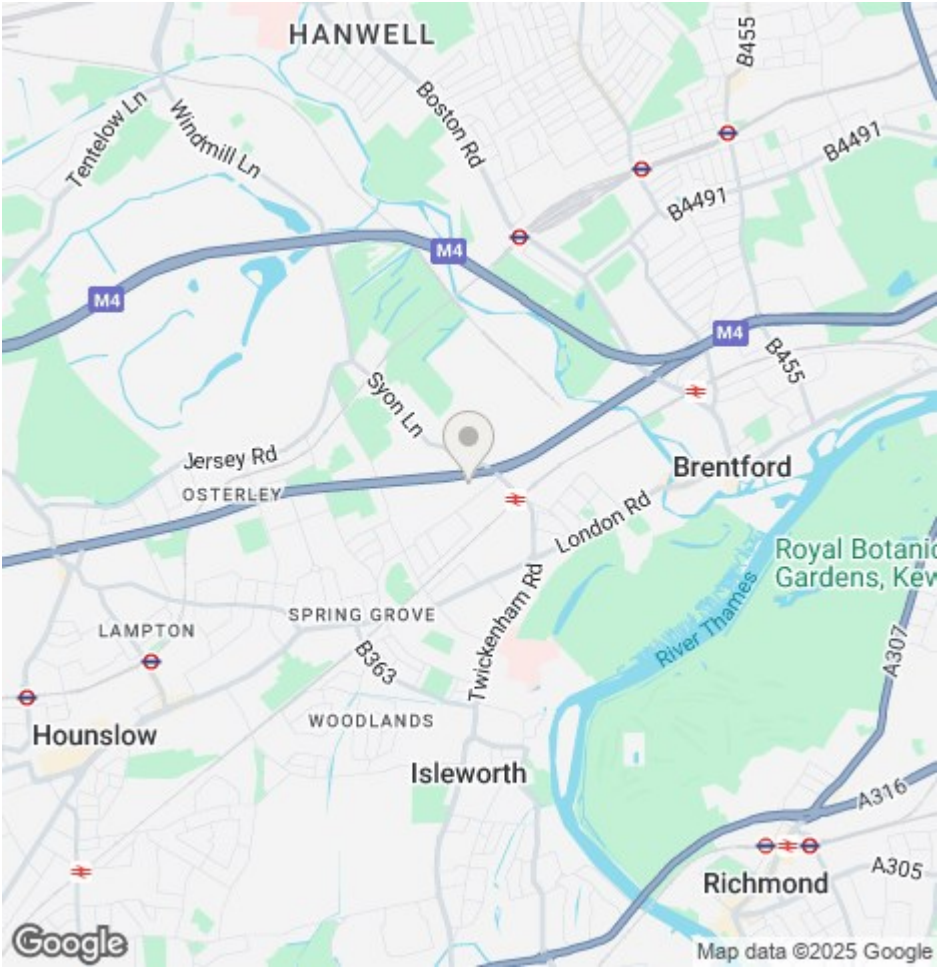 HANWELL
B455
Boston Rd
Tentelow Ln
Windmill Ln
B4491
B4491
M4
M4
M4
B455
Syon Ln
Jersey Rd
OSTERLEY
Brentford
London Rd
Royal Botanic
Gardens, Kew
River Thames
SPRING GROVE
LAMPTON
Twickenham Rd
B363
A307
WOODLANDS
Hounslow
Isleworth
A316
A305
Richmond
Google
Map data ©2025 Google